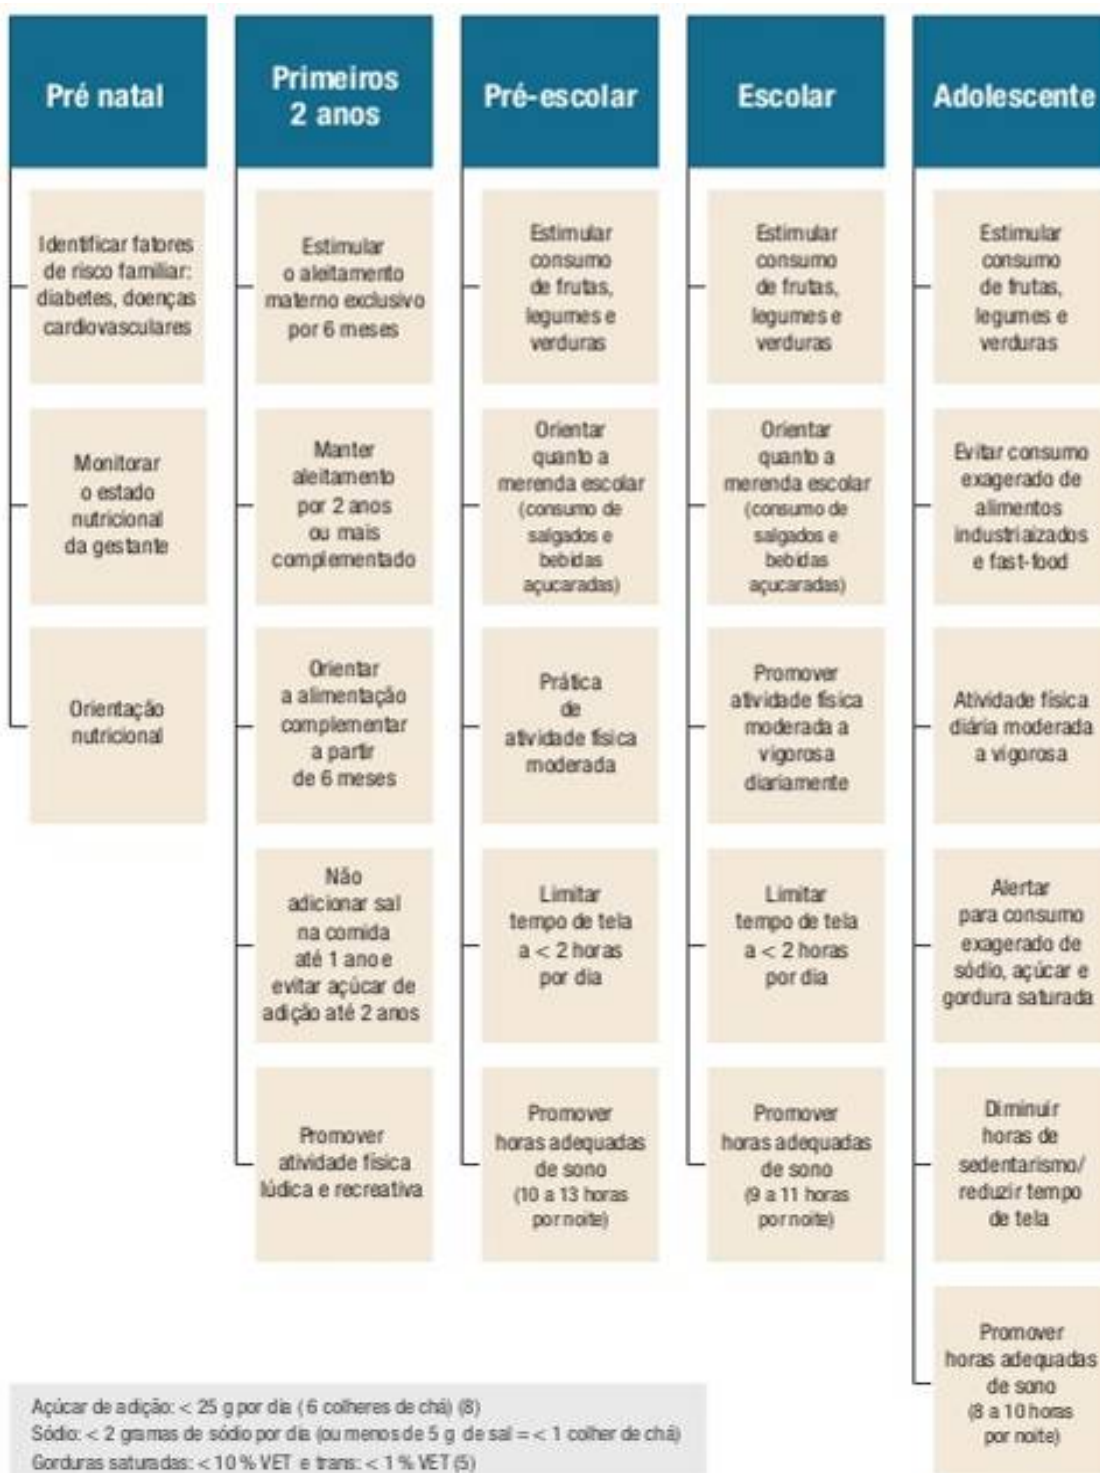 Pré natal
Identificar fatores
de risco familiar:
diabetes, doenças
cardiovasculares
Monitorar
o estado
nutricional
da gestante
Orientação
nutricional
Primeiros
2 anos
Estimular
o aleitamento
materno exclusivo
por 6 meses
Manter
aleitamento
por 2 anos
ou mais
complementado
Orientar
a alimentação
complementar
a partir
de 6 meses
Não
adicionar sal
na comida
até 1 ano e
evitar açúcar de
adição até 2 anos
Promover
atividade física
lúdica e recreativa
Pré-escolar
Estimular
consumo
de frutas,
legumes e
verduras
Orientar
quanto a
merenda escolar
(consumo de
salgados e
bebidas
açucaradas)
Prática
de
atividade física
moderada
Limitar
tempo de tela
a < 2 horas
por dia
Promover
horas adequadas
de sono
(10 a 13 horas
por noite)
Escolar
Estimular
consumo
de frutas,
legumes e
verduras
Orientar
quanto a
merenda escolar
(consumo de
salgados e
bebidas
açucaradas)
Promover
atividade física
moderada a
vigorosa
diariamente
Limitar
tempo de tela
a < 2 horas
por dia
Promover
horas adequadas
de sono
(9 a 11 horas
por noite)
Adolescente
Estimular
consumo
de frutas,
legumes e
verduras
Evitar consumo
exagerado de
alimentos
industriaizados
e fast-food
Atividade física
diária moderada
a vigorosa
Alertar
para consumo
exagerado de
sódio, açúcar e
gordura saturada
Diminuir
horas de
sedentarismo/
reduzir tempo
de tela
Promover
horas adequadas
de sono
(8 a 10 horas
por noite)
Açúcar de adição: < 25 g por dia (6 colheres de chá) (8)
Sódio: < 2 gramas de sódio por dia (ou menos de 5 g de sal = < 1 colher de chá)
Gorduras saturadas: < 10 % VET e trans: < 1 % VET (5)